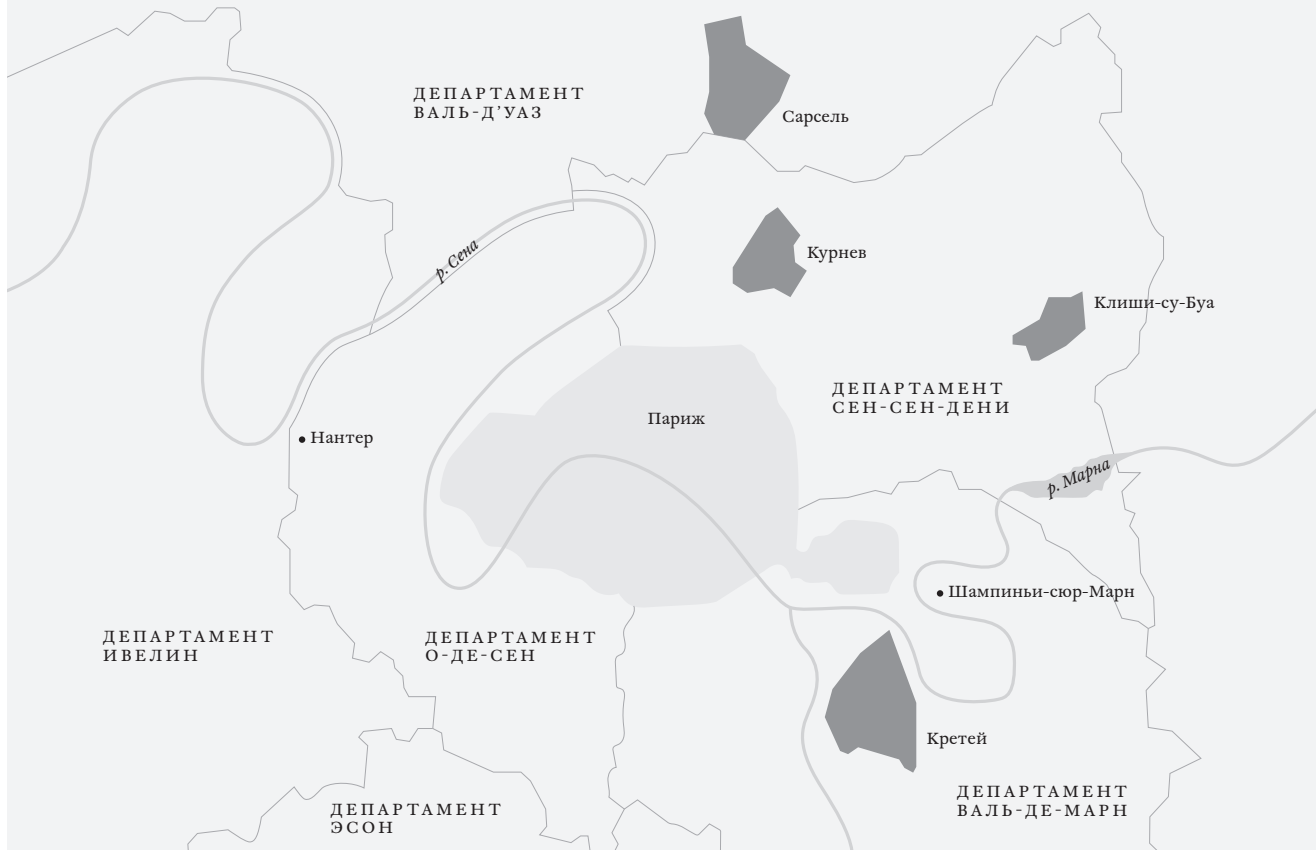 ДЕПАРТАМЕНТ
ВАЛЬ-Д’УАЗ
Сарсель
р. Сена
Курнев
Клиши-су-Буа
ДЕПАРТАМЕНТ
СЕН-СЕН-ДЕНИ
Париж
Нантер
р. Марна
Шампиньи-сюр-Марн
ДЕПАРТАМЕНТ
ИВЕЛИН
ДЕПАРТАМЕНТ
О-ДЕ-СЕН
Кретей
ДЕПАРТАМЕНТ
ВАЛЬ-ДЕ-МАРН
ДЕПАРТАМЕНТ
ЭСОН